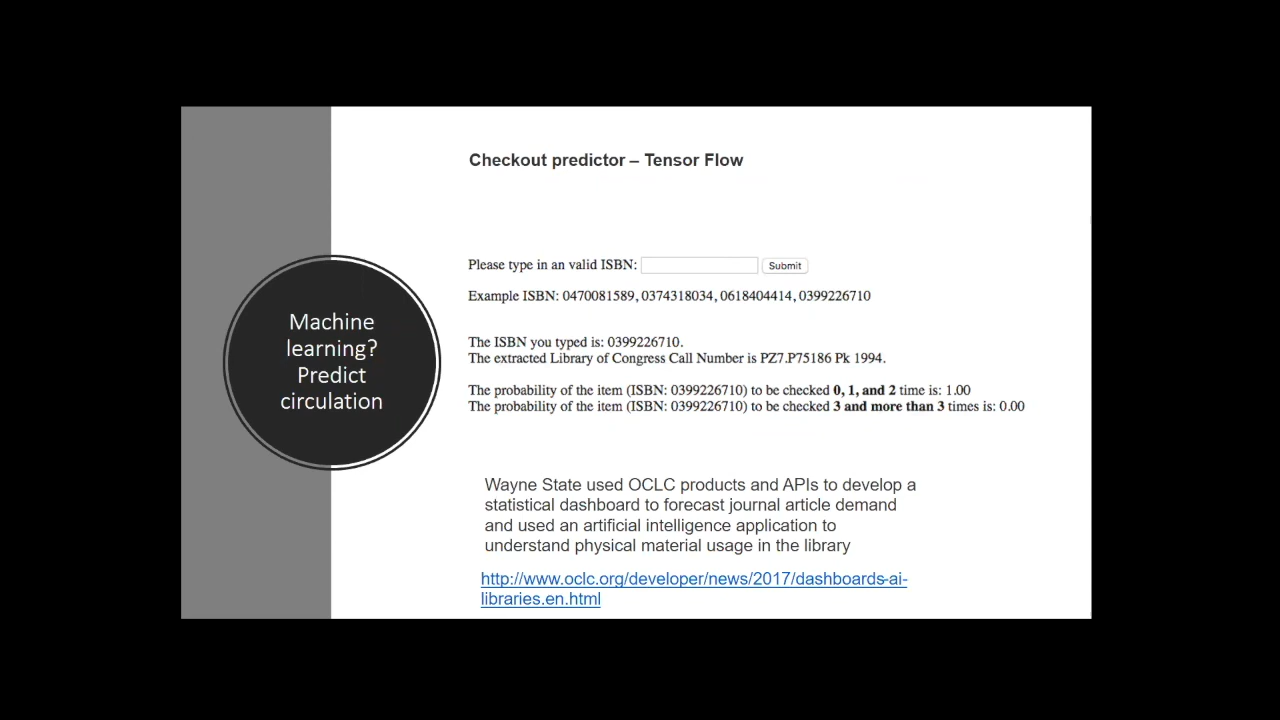 Checkout predictor – Tensor Flow
Please type in an valid ISBN: Submit
Example ISBN: 0470081589, 0374318034, 0618404414, 0399226710
The ISBN you typed is: 0399226710.
The extracted Library of Congress Call Number is PZ7.P75186 Pk 1994.
The probability of the item (ISBN: 0399226710) to be checked 0, 1, and 2 time is: 1.00
The probability of the item (ISBN: 0399226710) to be checked 3 and more than 3 times is: 0.00
Machine
learning?
Predict
circulation
Wayne State used OCLC products and APIs to develop a
statistical dashboard to forecast journal article demand
and used an artificial intelligence application to
understand physical material usage in the library
http://www.oclc.org/developer/news/2017/dashboards-ai-
libraries.en.html